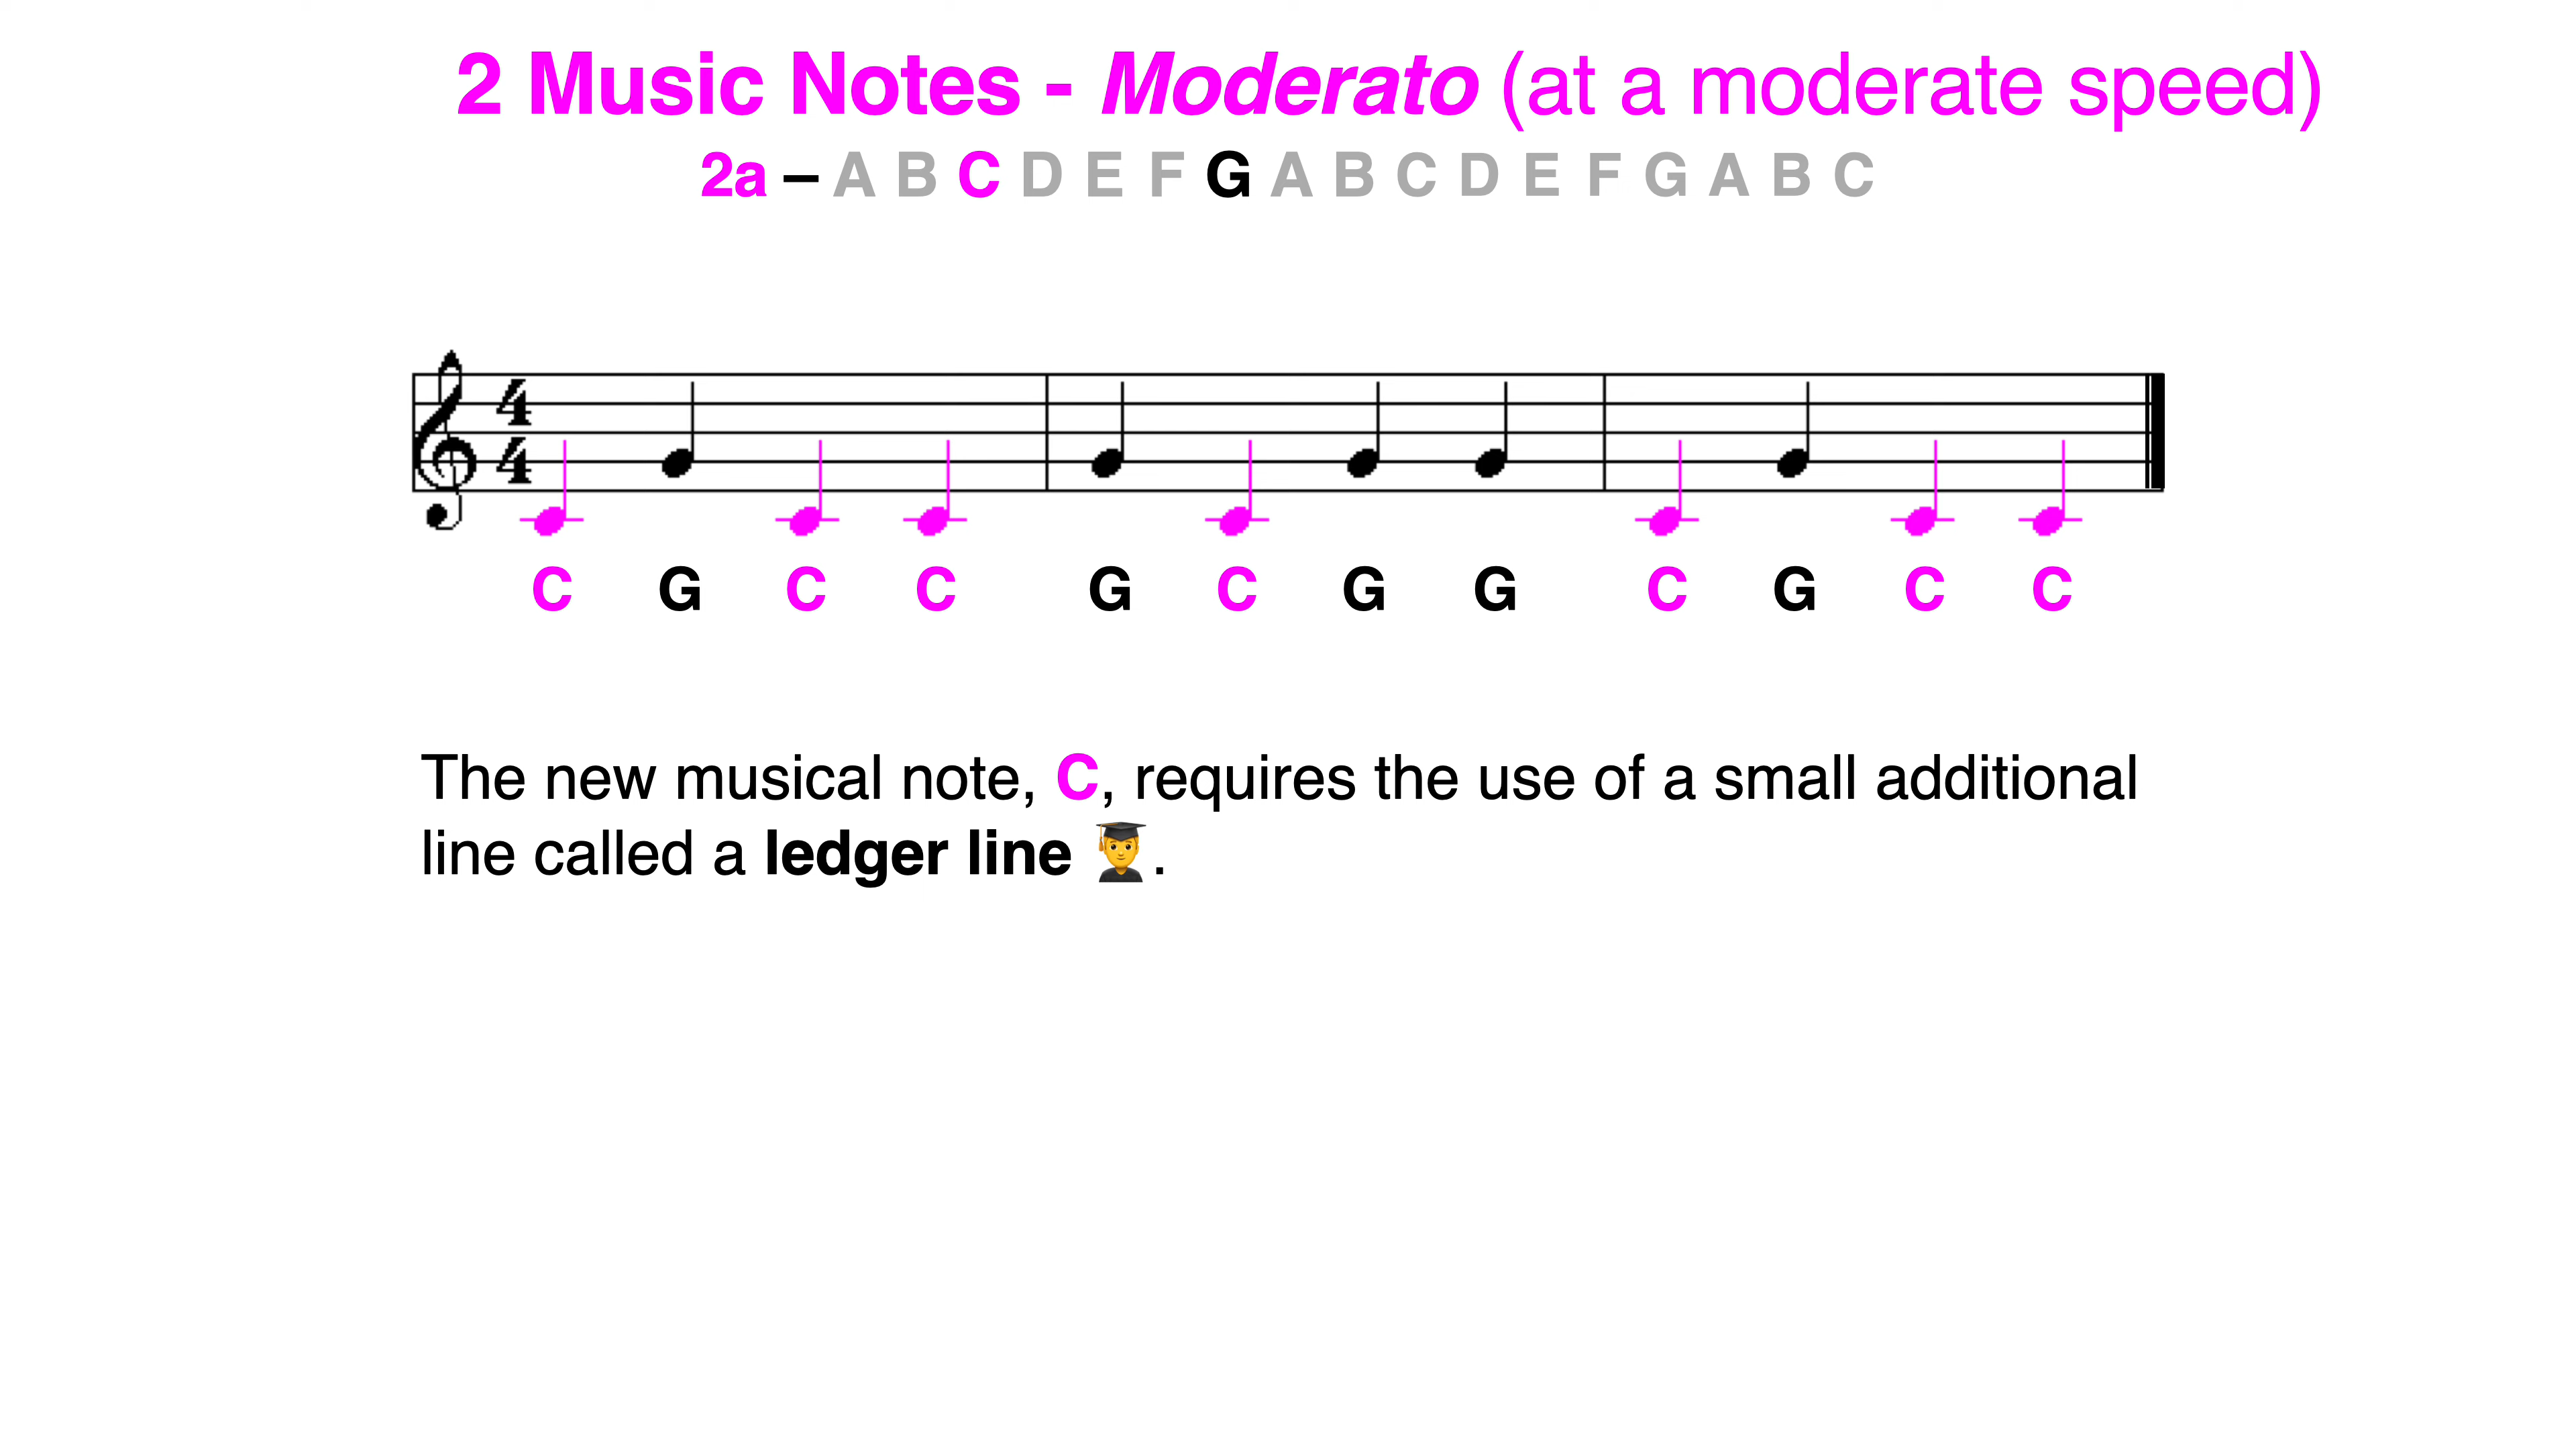 2 Music Notes - Moderato (at a moderate speed)
2a – A B C D E F G A B C D E F G A B C
4
4
C G C C G C G G C G C C
The new musical note, C, requires the use of a small additional
line called a ledger line 👨‍🎓.